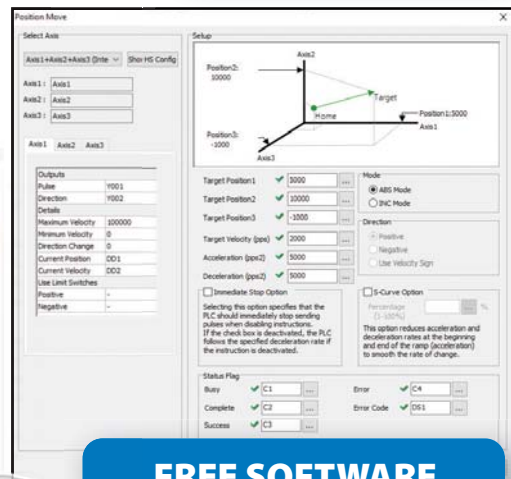 Position Move
X
Select Axis
Axis1+Axis2+Axis3 (Inte
Shor HS Config
Axis1 : Axis1
Axis2 : Axis2
Axis3 : Axis3
Axis1 Axis2 Axis3
Outputs
Pulse Y001
Direction Y002
Details
Maximum Velocity 100000
Minimum Velocity 0
Direction Change 0
Current Position DD1
Current Velocity DD2
Use Limit Switches
Positive -
Negative -
Setup
Axis2
Position2:
10000
Target
Home
Position1:5000
Axis1
Position3:
-1000
Axis3
Target Position1 5000 ...
Target Position2 10000 ...
Target Position3 -1000 ...
Target Velocity (pps) 2000 ...
Acceleration (pps2) 5000 ...
Deceleration (pps2) 5000 ...
Mode
ABS Mode
INC Mode
Direction
Positive
Negative
Use Velocity Sign
Immediate Stop Option
Selecting this option specifies that the
PLC should immediately stop sending
pulses when disabling instructions.
If the check box is deactivated, the PLC
follows the specified deceleration rate if
the instruction is deactivated.
S-Curve Option
Percentage
(1-100%)
... %
This option reduces acceleration and
deceleration rates at the beginning
and end of the ramp (acceleration)
to smooth the rate of change.
Status Flag
Busy C1 ...
Complete C2 ...
Success C3 ...
Error C4 ...
Error Code DS1 ...
FREE SOFTWARE